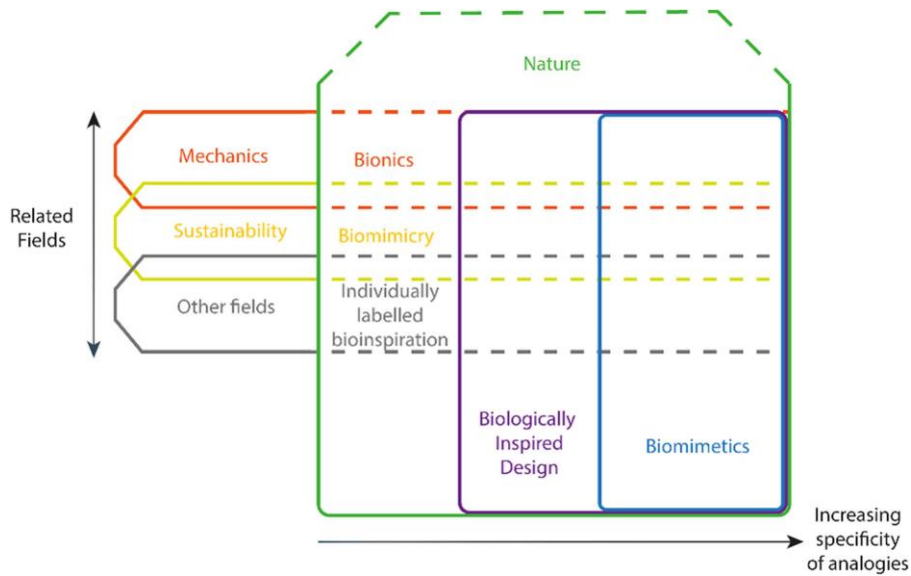 Nature
Mechanics
Bionics
Related
Fields
Sustainability
Biomimicry
Other fields
Individually
labelled
bioinspiration
Biologically
Inspired
Design
Biomimetics
Increasing
specificity
of analogies